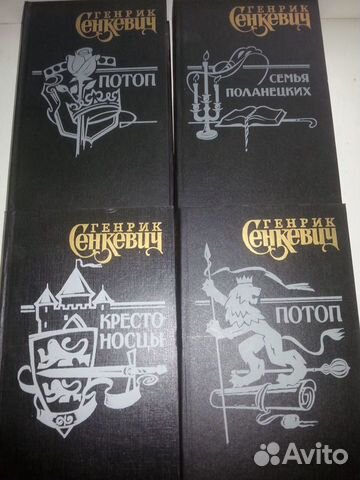 ГЕНРИК
СЕНКЕВИЧ
ПОТОП
ГЕНРИК
СЕНКЕВИЧ
СЕМЬЯ
ПОЛАНЕЦКИХ
ГЕНРИК
СЕНКЕВИЧ
КРЕСТО-
НОСЦЫ
ГЕНРИК
СЕНКЕВИЧ
ПОТОП
Avito